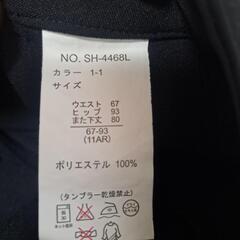 NO. SH-4468L
カラー 1-1
サイズ
ウエスト 67
ヒップ 93
また下丈 80
67-93
(11AR)
ポリエステル 100%
(タンブラー乾燥禁止)